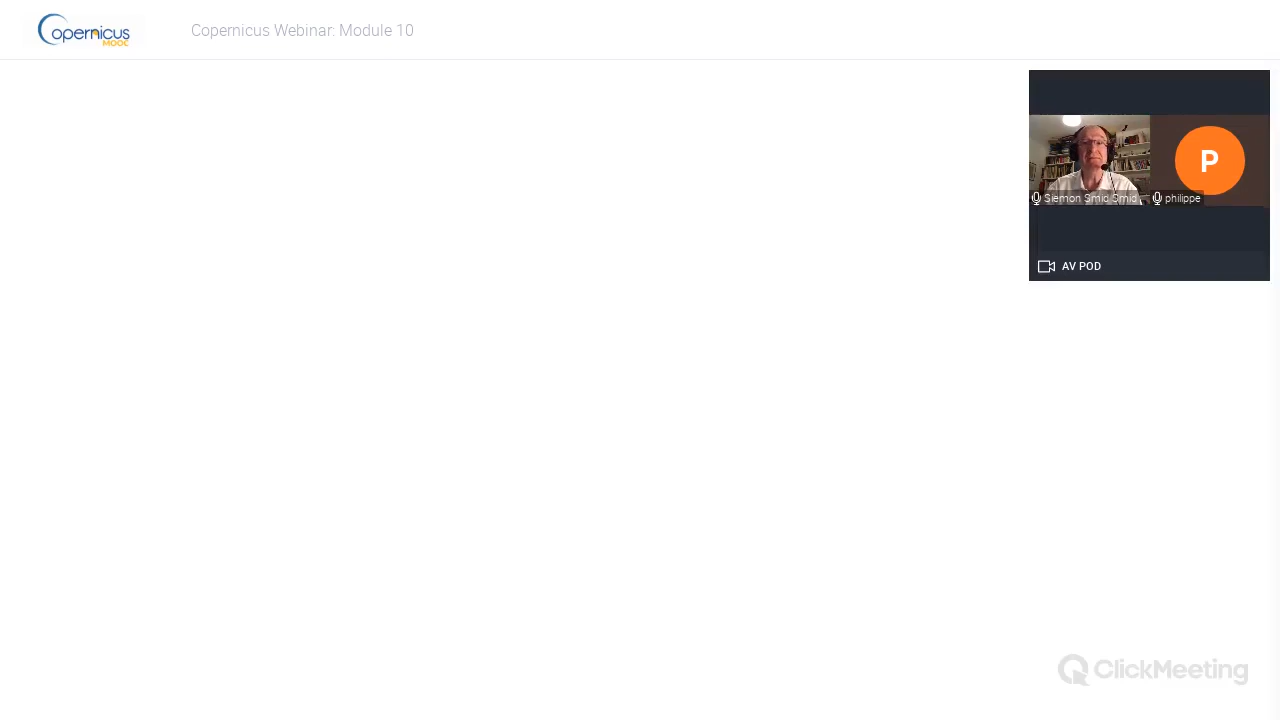 Copernicus
MOOC
Copernicus Webinar: Module 10
P
Siemon Smid Smid
philippe
AV POD
ClickMeeting